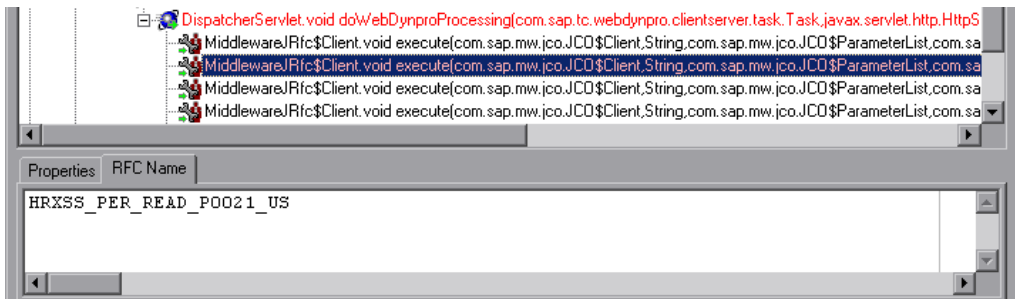 DispatcherServlet.void doWebDynproProcessing(com.sap.tc.webdynpro.clientserver.task.Task,javax.servlet.http.HttpS
MiddlewareJRfc$Client.void execute(com.sap.mw.jco.JCO$Client,String,com.sap.mw.jco.JCO$ParameterList,com.sa
MiddlewareJRfc$Client.void execute(com.sap.mw.jco.JCO$Client,String,com.sap.mw.jco.JCO$ParameterList,com.sa
MiddlewareJRfc$Client.void execute(com.sap.mw.jco.JCO$Client,String,com.sap.mw.jco.JCO$ParameterList,com.sa
MiddlewareJRfc$Client.void execute(com.sap.mw.jco.JCO$Client,String,com.sap.mw.jco.JCO$ParameterList,com.sa
Properties RFC Name
HRXSS_PER_READ_P0021_US